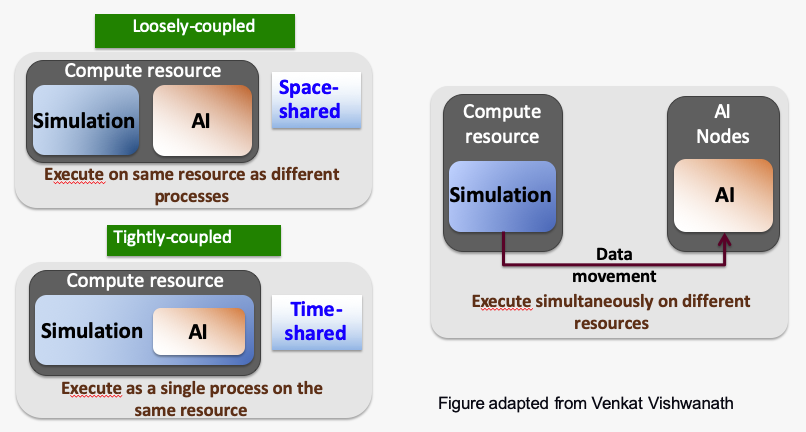 Loosely-coupled
Compute resource
Simulation
AI
Space-
shared
Execute on same resource as different
processes
Tightly-coupled
Compute resource
Simulation
AI
Time-
shared
Execute as a single process on the
same resource
Compute
resource
Simulation
AI
Nodes
AI
Data
movement
Execute simultaneously on different
resources
Figure adapted from Venkat Vishwanath